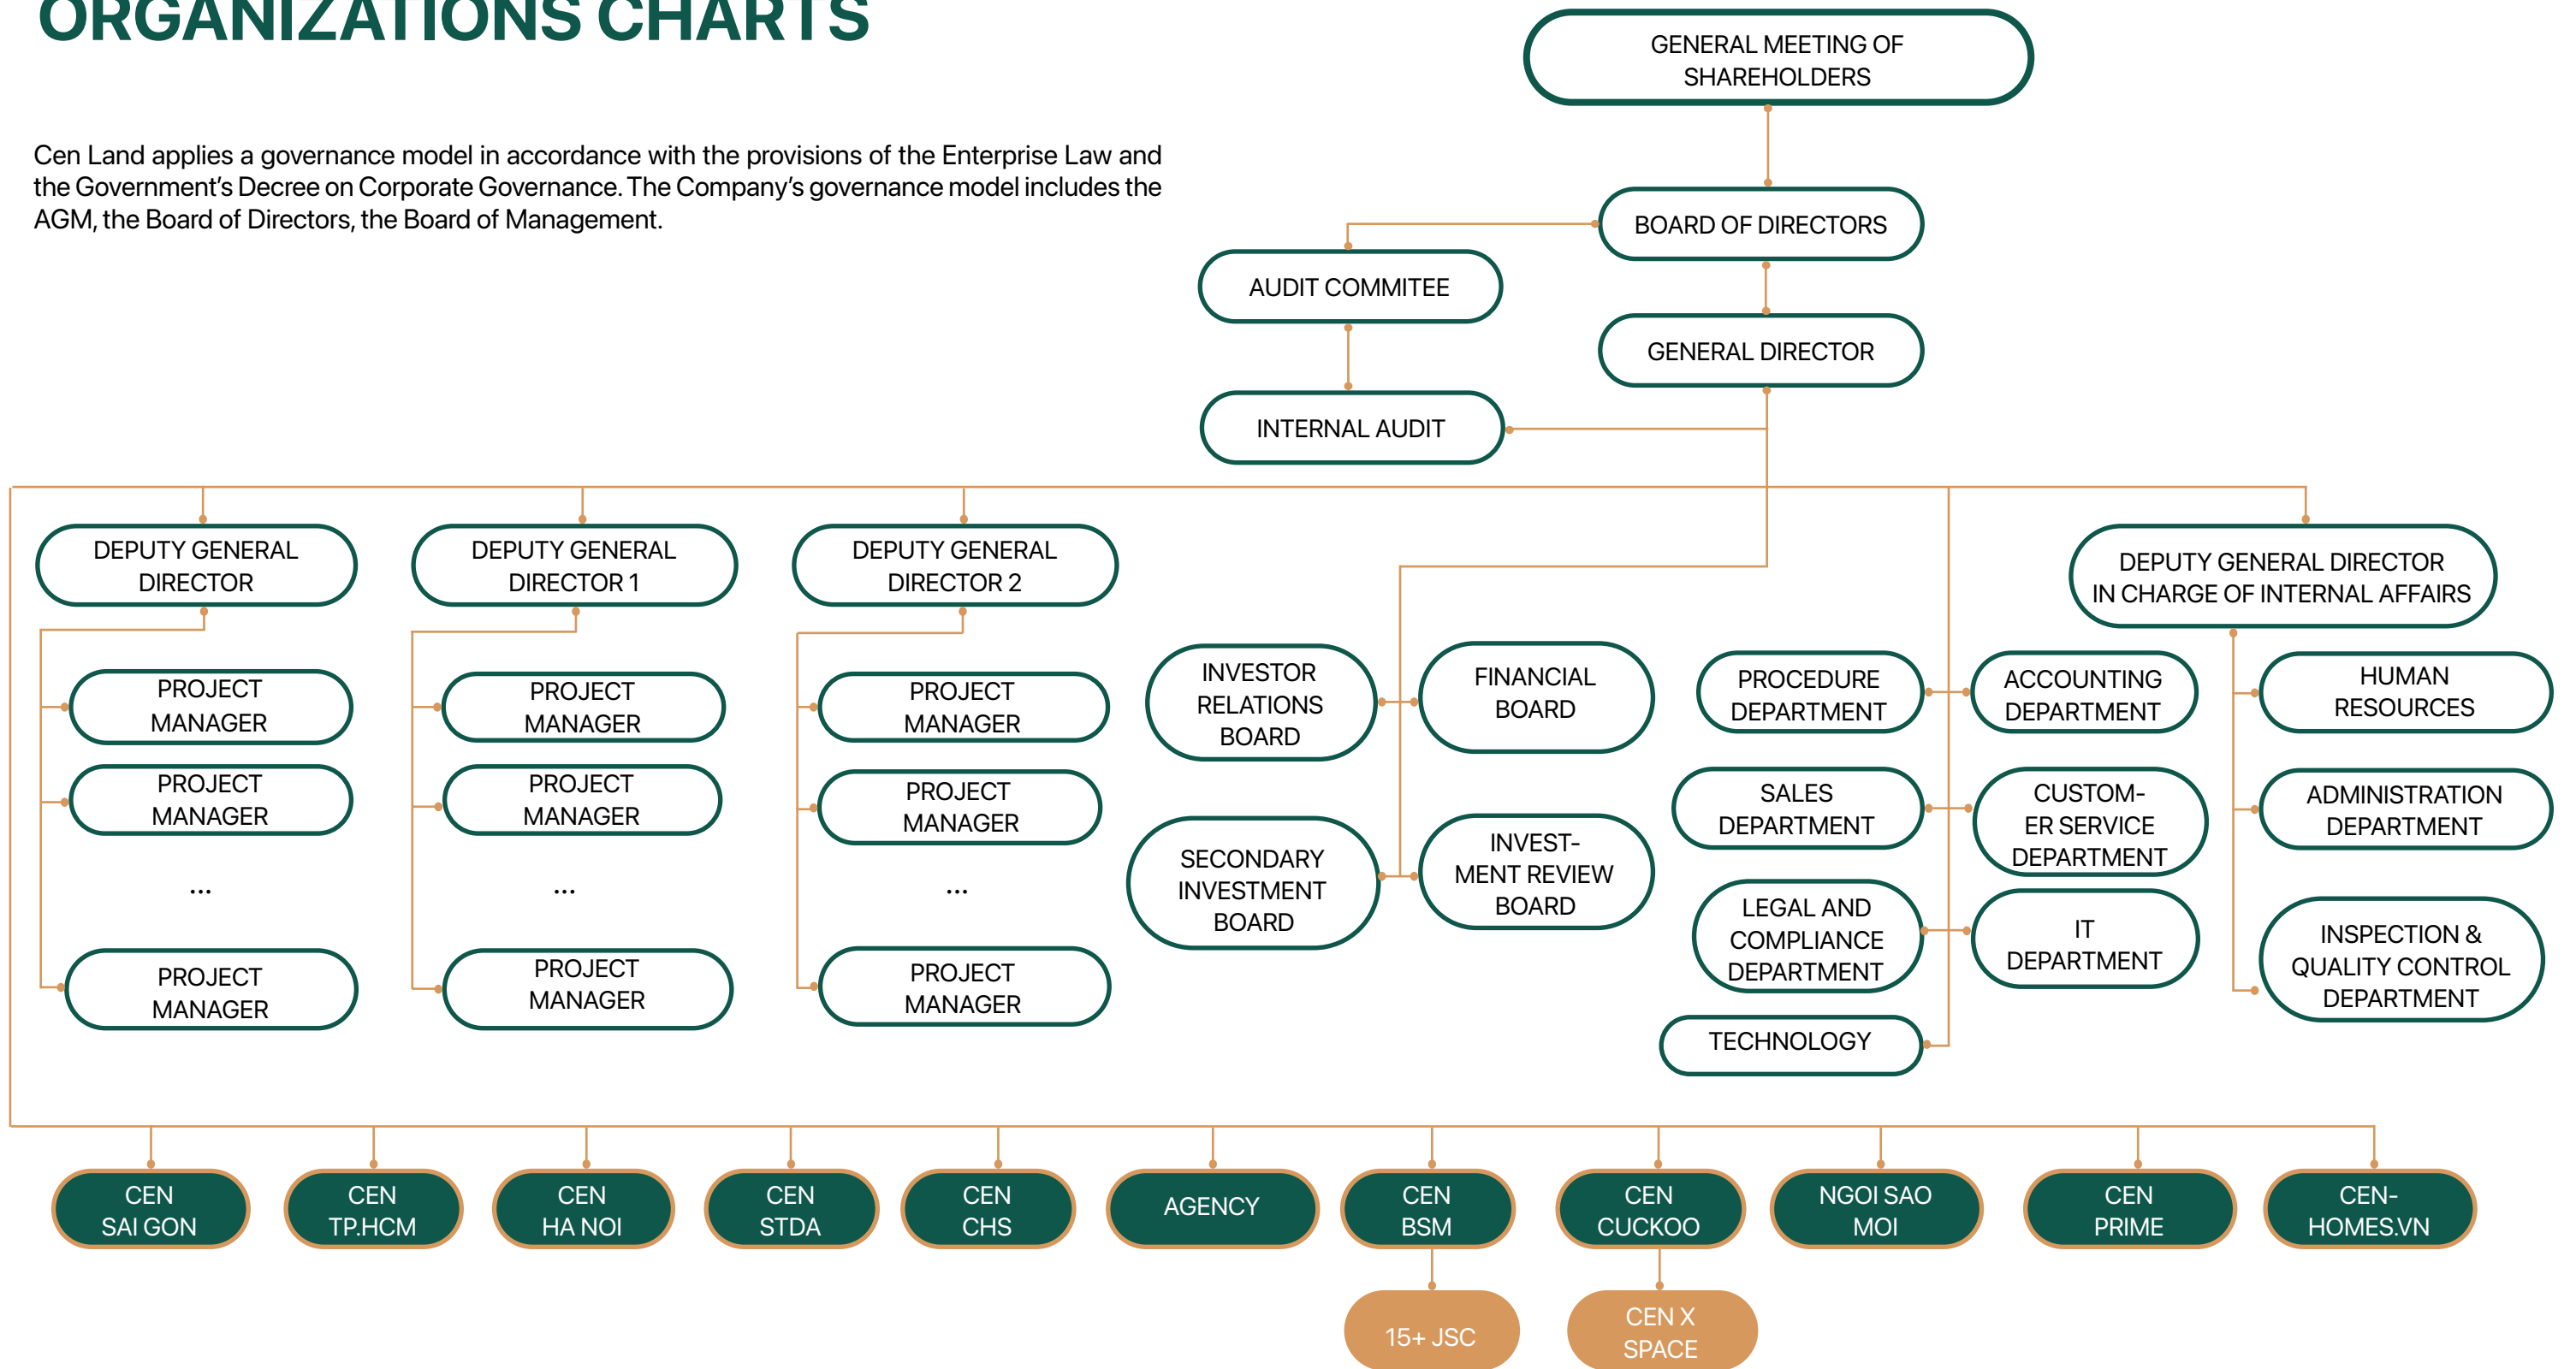 ORGANIZATIONS CHARTS
Cen Land applies a governance model in accordance with the provisions of the Enterprise Law and
the Government's Decree on Corporate Governance. The Company's governance model includes the
AGM, the Board of Directors, the Board of Management.
GENERAL MEETING OF
SHAREHOLDERS
BOARD OF DIRECTORS
AUDIT COMMITEE
GENERAL DIRECTOR
INTERNAL AUDIT
DEPUTY GENERAL
DIRECTOR
PROJECT
MANAGER
PROJECT
MANAGER
...
PROJECT
MANAGER
DEPUTY GENERAL
DIRECTOR 1
PROJECT
MANAGER
PROJECT
MANAGER
...
PROJECT
MANAGER
DEPUTY GENERAL
DIRECTOR 2
PROJECT
MANAGER
PROJECT
MANAGER
...
PROJECT
MANAGER
INVESTOR
RELATIONS
BOARD
FINANCIAL
BOARD
SECONDARY
INVESTMENT
BOARD
INVEST-
MENT REVIEW
BOARD
PROCEDURE
DEPARTMENT
ACCOUNTING
DEPARTMENT
SALES
DEPARTMENT
CUSTOM-
ER SERVICE
DEPARTMENT
LEGAL AND
COMPLIANCE
DEPARTMENT
IT
DEPARTMENT
TECHNOLOGY
DEPUTY GENERAL DIRECTOR
IN CHARGE OF INTERNAL AFFAIRS
HUMAN
RESOURCES
ADMINISTRATION
DEPARTMENT
INSPECTION &
QUALITY CONTROL
DEPARTMENT
CEN
SAI GON
CEN
TP.HCM
CEN
HA NOI
CEN
STDA
CEN
CHS
AGENCY
CEN
BSM
CEN
CUCKOO
NGOI SAO
MOI
CEN
PRIME
CEN-
HOMES.VN
15+ JSC
CEN X
SPACE